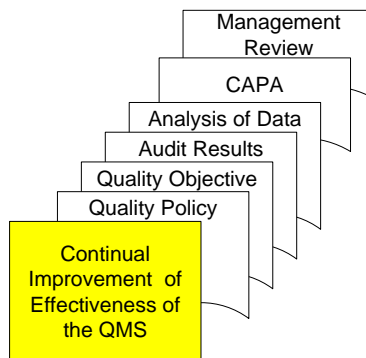 Management
Review
CAPA
Analysis of Data
Audit Results
Quality Objective
Quality Policy
Continual
Improvement of
Effectiveness of
the QMS